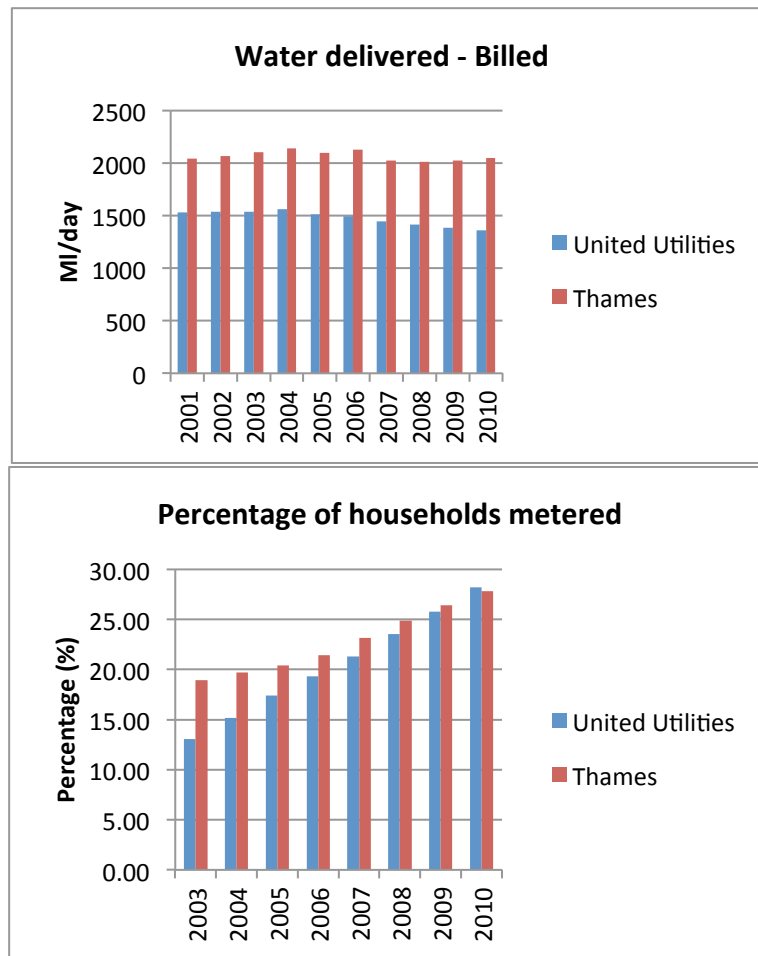 Water delivered - Billed
2500
2000
1500
1000
500
0
Ml/day
2001 2002 2003 2004 2005 2006 2007 2008 2009 2010
United Utilities
Thames
Percentage of households metered
30.00
25.00
20.00
15.00
10.00
5.00
0.00
Percentage (%)
2003 2004 2005 2006 2007 2008 2009 2010
United Utilities
Thames